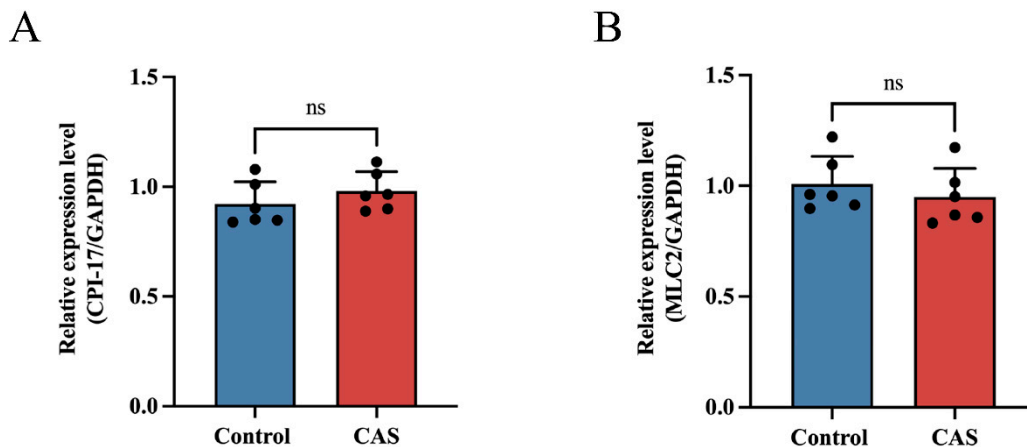 A
Relative expression level
(CPI-17/GAPDH)
1.5
1.0
0.5
0.0
ns
Control
CAS
B
Relative expression level
(MLC2/GAPDH)
1.5
1.0
0.5
0.0
ns
Control
CAS